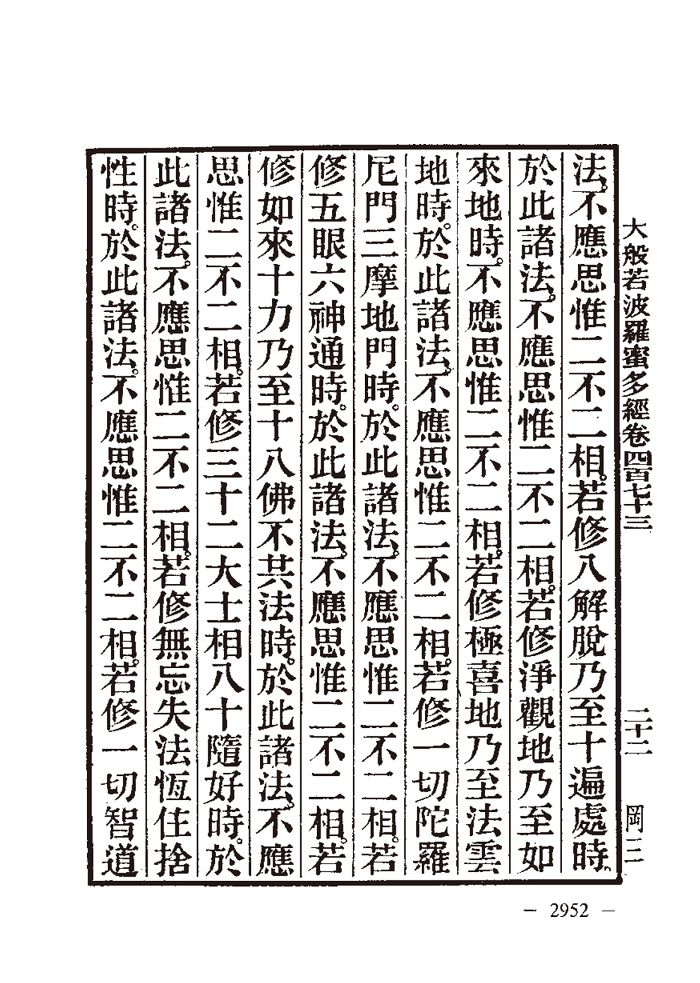 大般若波羅蜜多經卷四百七十三 二十二 岡三
法。不應思惟二不二相。若修八解脫乃至十遍處時。
於此諸法。不應思惟二不二相。若修淨觀地乃至如
來地時。不應思惟二不二相。若修極喜地乃至法雲
地時。於此諸法。不應思惟二不二相。若修一切陀羅
尼門三摩地門時。於此諸法。不應思惟二不二相。若
修五眼六神通時。於此諸法。不應思惟二不二相。若
修如來十力乃至十八佛不共法時。於此諸法。不應
思惟二不二相。若修三十二大士相八十隨好時。於
此諸法。不應思惟二不二相。若修無忘失法恆住捨
性時。於此諸法。不應思惟二不二相。若修一切智道
— 2952 —